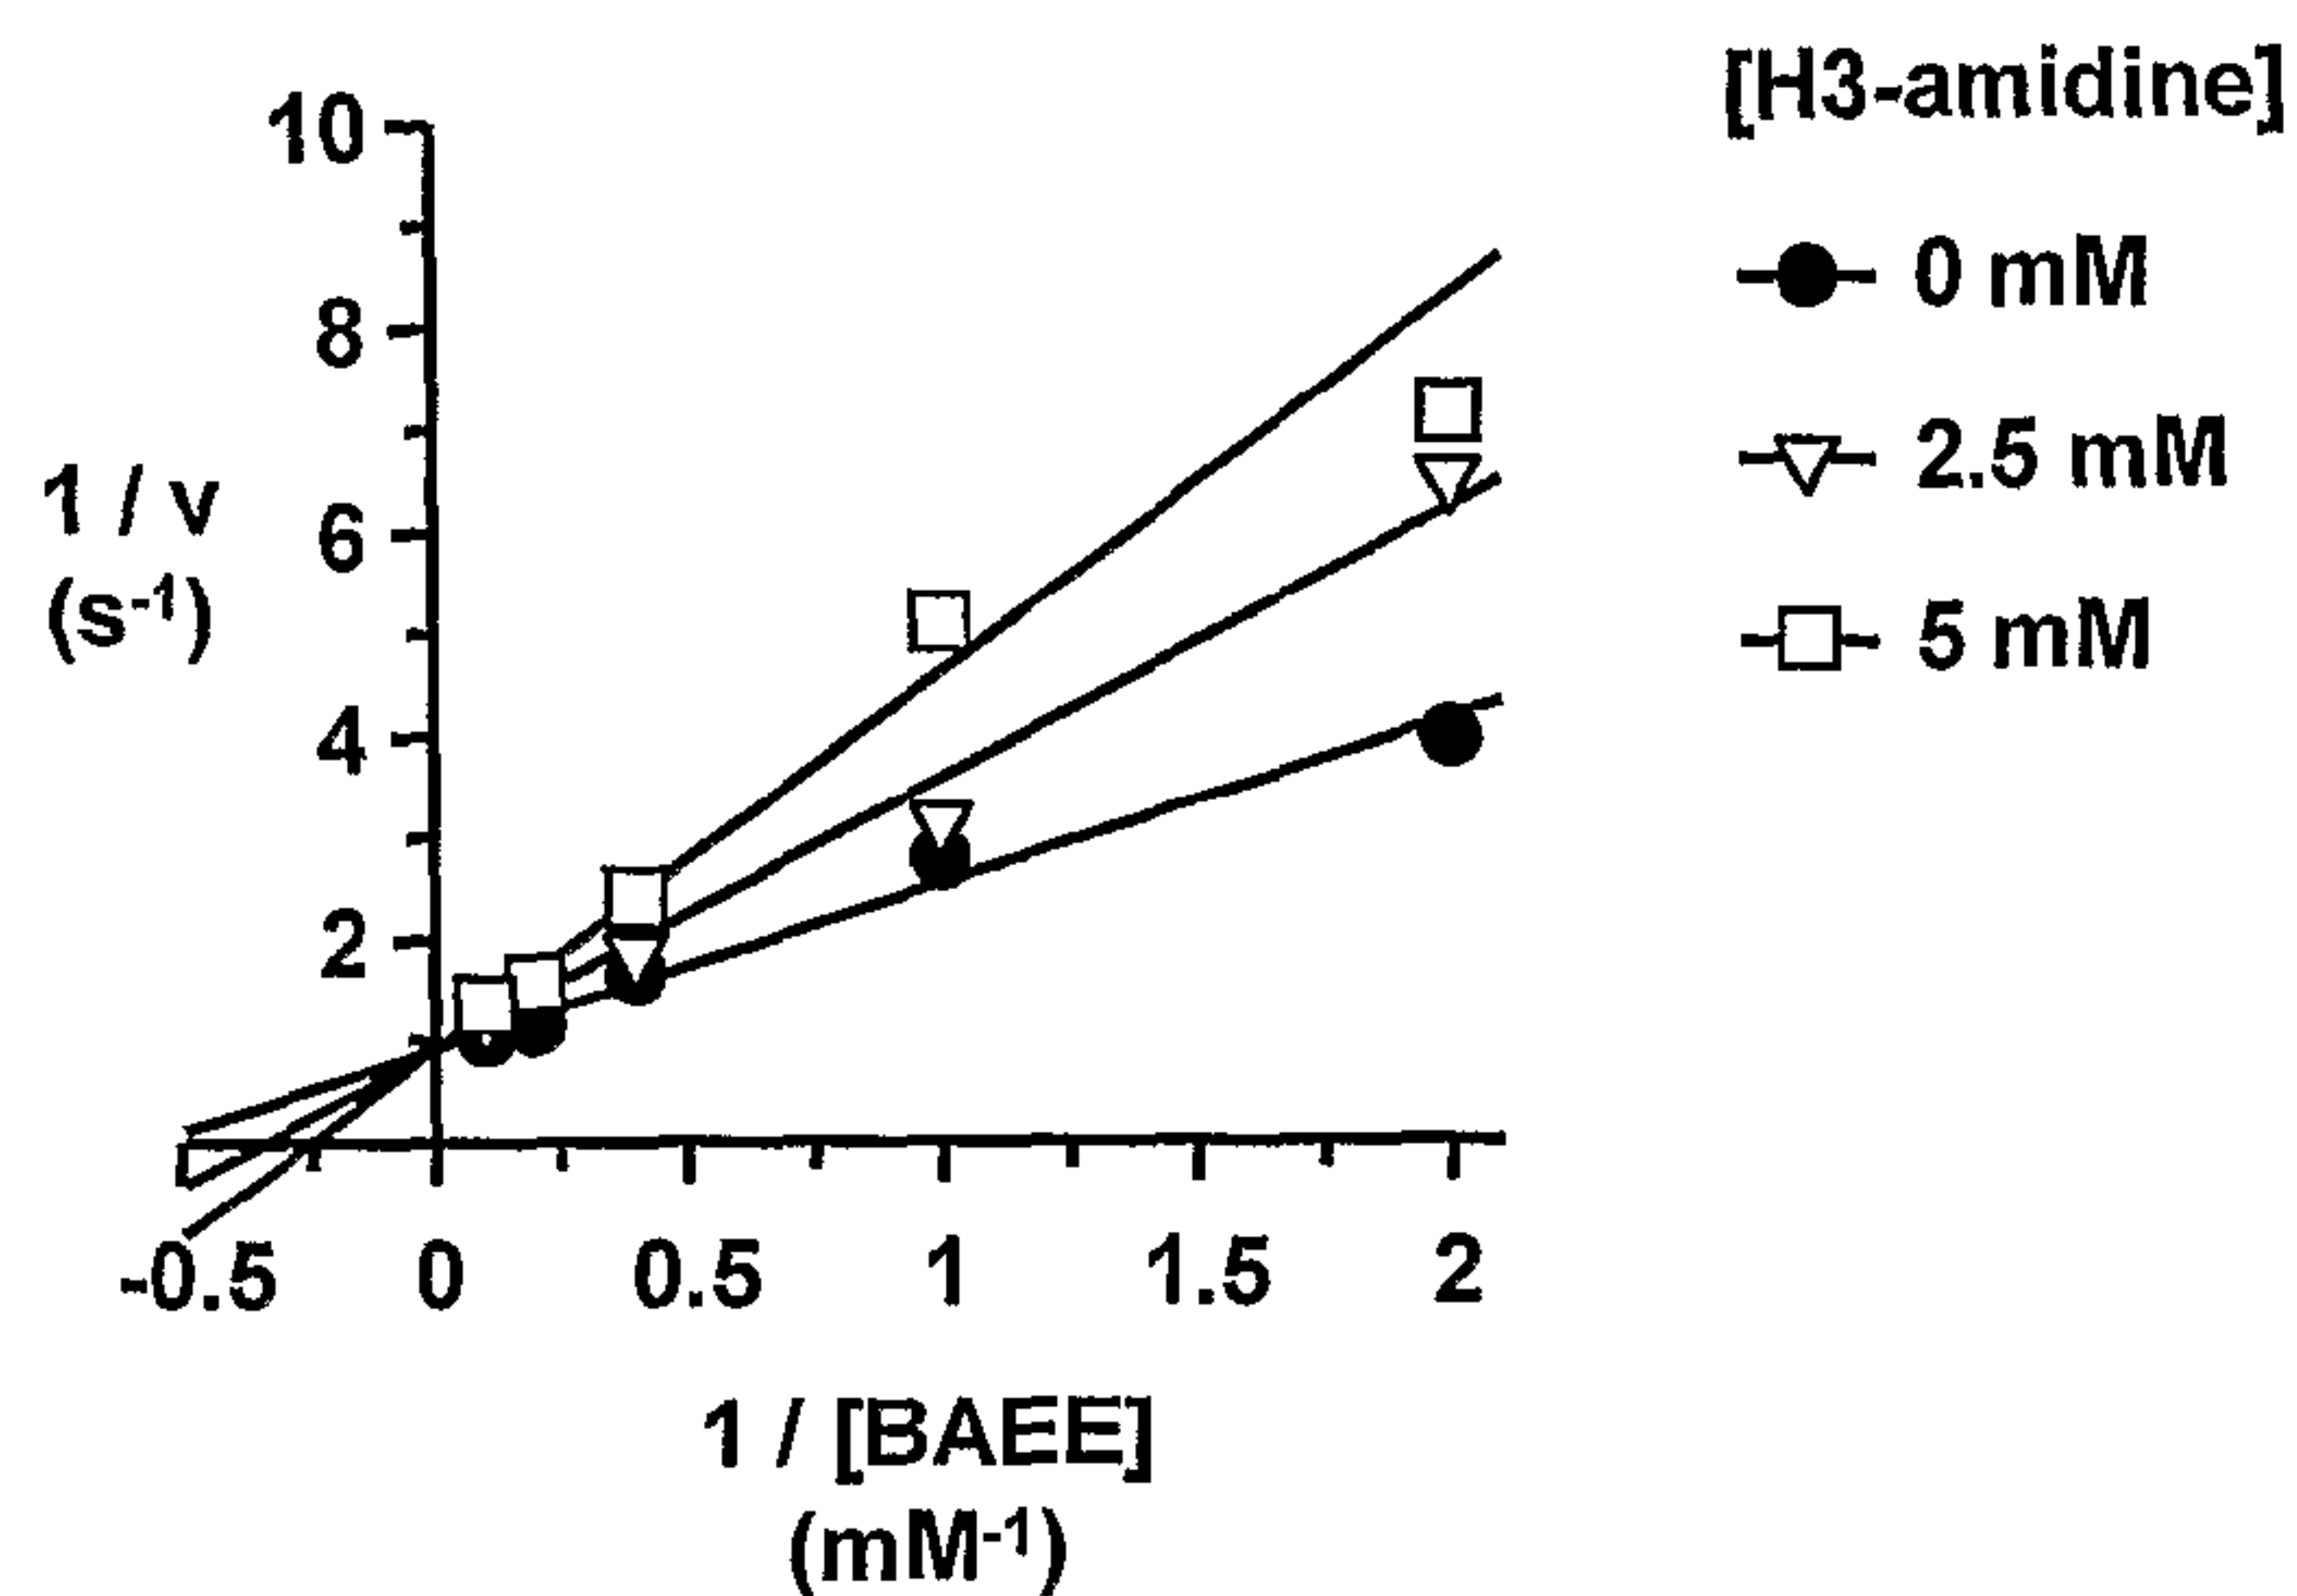 10
8
6
4
2
1 / v
(s-1)
-0.5 0 0.5 1 1.5 2
1 / [BAEE]
(mM-1)
[H3-amidine]
0 mM
2.5 mM
5 mM